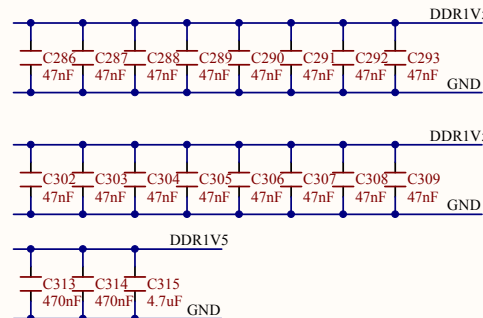 DDR1V5
C286 C287 C288 C289 C290 C291 C292 C293
47nF 47nF 47nF 47nF 47nF 47nF 47nF 47nF
GND
DDR1V5
C302 C303 C304 C305 C306 C307 C308 C309
47nF 47nF 47nF 47nF 47nF 47nF 47nF 47nF
GND
DDR1V5
C313 C314 C315
470nF 470nF 4.7uF
GND